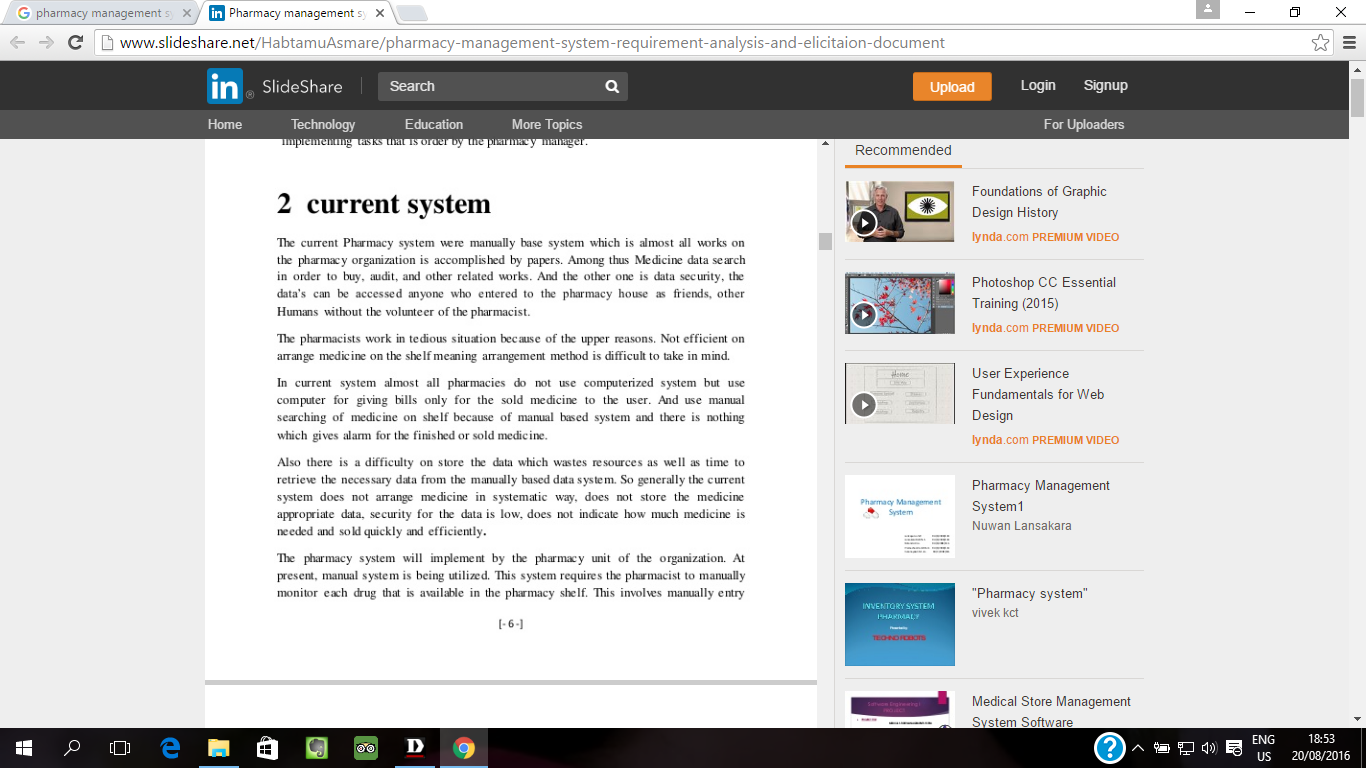 pharmacy management s
Pharmacy management sy
www.slideshare.net/HabtamuAsmare/pharmacy-management-system-requirement-analysis-and-elicitaion-document
in ® SlideShare Search Upload Login Signup
Home Technology Education More Topics For Uploaders
implementing tasks that is order by the pharmacy manager.
2 current system
The current Pharmacy system were manually base system which is almost all works on
the pharmacy organization is accomplished by papers. Among thus Medicine data search
in order to buy, audit, and other related works. And the other one is data security, the
data's can be accessed anyone who entered to the pharmacy house as friends, other
Humans without the volunteer of the pharmacist.
The pharmacists work in tedious situation because of the upper reasons. Not efficient on
arrange medicine on the shelf meaning arrangement method is difficult to take in mind.
In current system almost all pharmacies do not use computerized system but use
computer for giving bills only for the sold medicine to the user. And use manual
searching of medicine on shelf because of manual based system and there is nothing
which gives alarm for the finished or sold medicine.
Also there is a difficulty on store the data which wastes resources as well as time to
retrieve the necessary data from the manually based data system. So generally the current
system does not arrange medicine in systematic way, does not store the medicine
appropriate data, security for the data is low, does not indicate how much medicine is
needed and sold quickly and efficiently.
The pharmacy system will implement by the pharmacy unit of the organization. At
present, manual system is being utilized. This system requires the pharmacist to manually
monitor each drug that is available in the pharmacy shelf. This involves manually entry
[- 6 -]
Recommended
Foundations of Graphic
Design History
lynda.com PREMIUM VIDEO
Photoshop CC Essential
Training (2015)
lynda.com PREMIUM VIDEO
Home
User Experience
Fundamentals for Web
Design
lynda.com PREMIUM VIDEO
Pharmacy Management
System
Pharmacy Management
System1
Nuwan Lansakara
INVENTORY SYSTEM
PHARMACY
TECHNO ROBOTS
"Pharmacy system"
vivek kct
Software Engineering I
PROJECT
Medical Store Management
System Software
D
?
ENG
US
18:53
20/08/2016